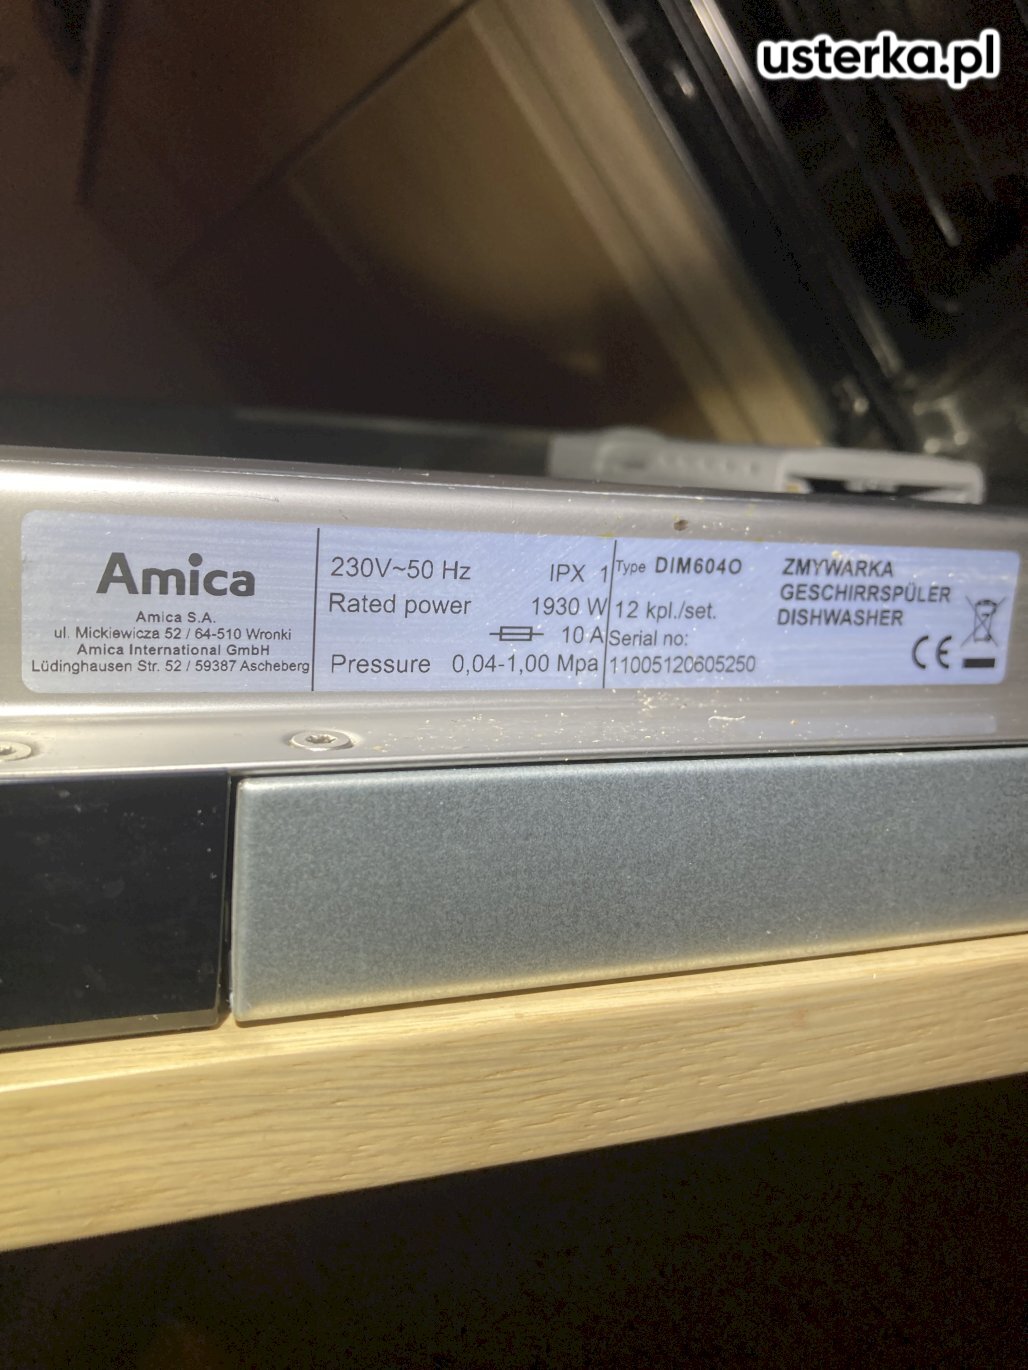 usterka.pl
Amica
Amica S.A.
ul. Mickiewicza 52 / 64-510 Wronki
Amica International GmbH
Lüdinghausen Str. 52 / 59387 Ascheberg
230V~50 Hz
IPX 1
Rated power 1930 W
10 A
Pressure 0,04-1,00 Mpa
Type DIM604O
12 kpl./set.
Serial no:
11005120605250
ZMYWARKA
GESCHIRRSPÜLER
DISHWASHER
CE